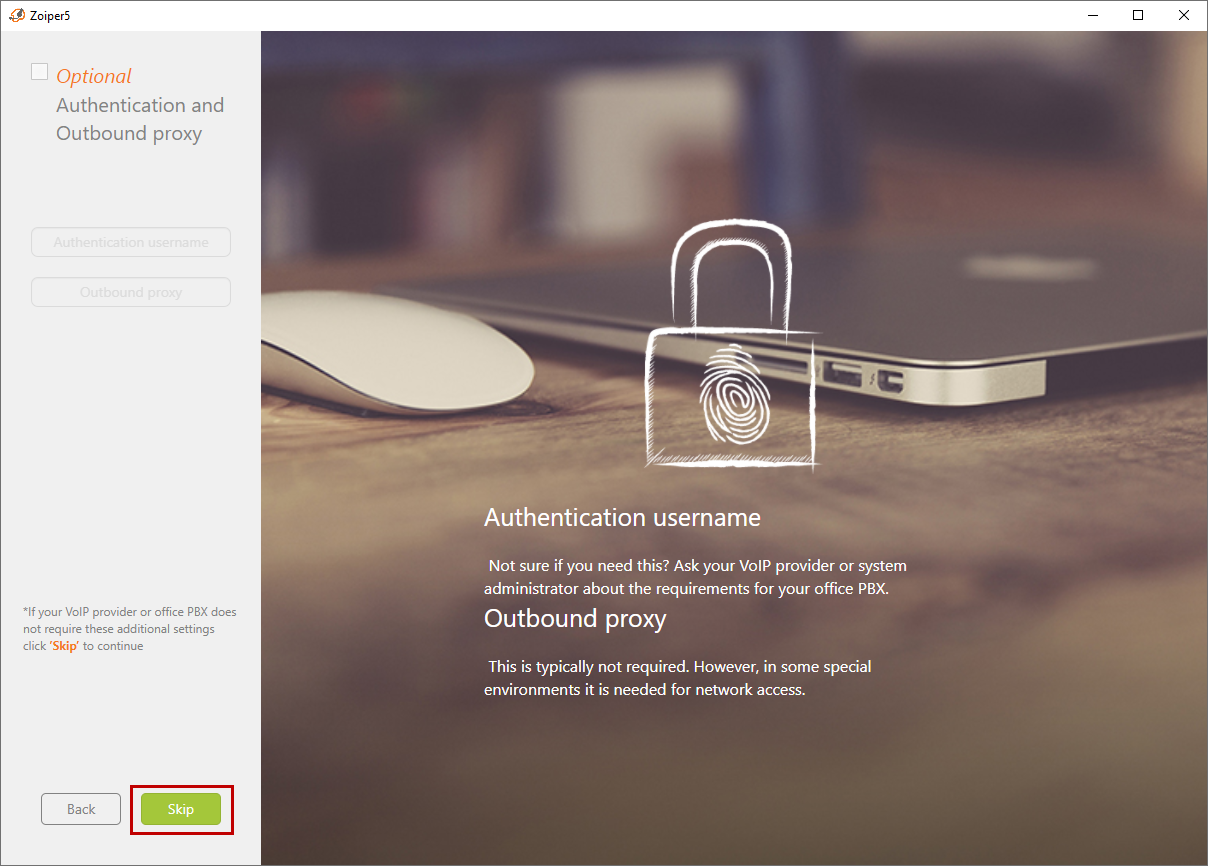 Zoiper5
Optional
Authentication and
Outbound proxy
Authentication username
Outbound proxy
*If your VoIP provider or office PBX does
not require these additional settings
click 'Skip' to continue
Back
Skip
Authentication username
Not sure if you need this? Ask your VoIP provider or system
administrator about the requirements for your office PBX.
Outbound proxy
This is typically not required. However, in some special
environments it is needed for network access.